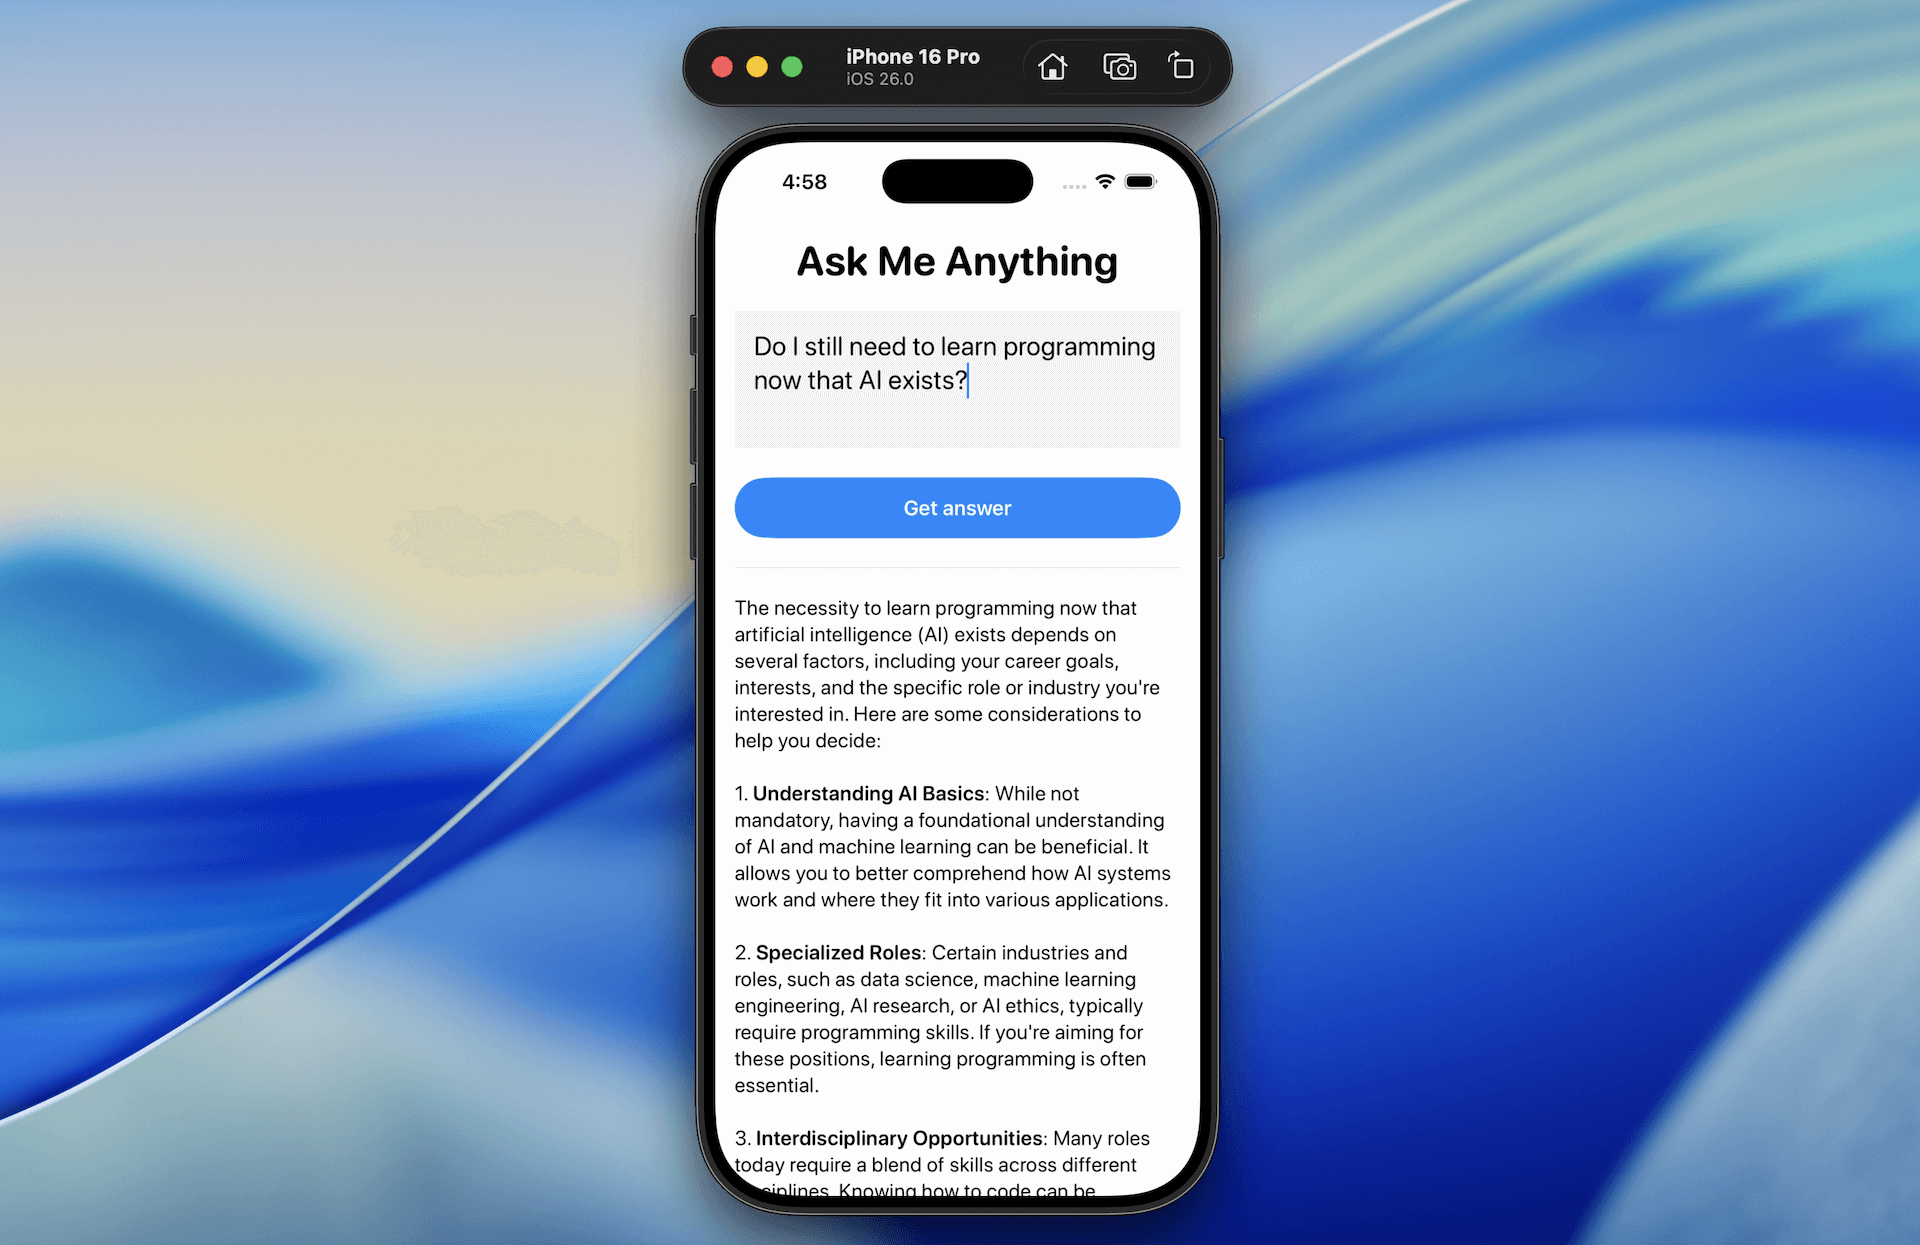 iPhone 16 Pro
iOS 26.0
4:58
Ask Me Anything
Do I still need to learn programming
now that AI exists?
Get answer
The necessity to learn programming now that
artificial intelligence (AI) exists depends on
several factors, including your career goals,
interests, and the specific role or industry you're
interested in. Here are some considerations to
help you decide:
1. Understanding AI Basics: While not
mandatory, having a foundational understanding
of AI and machine learning can be beneficial. It
allows you to better comprehend how AI systems
work and where they fit into various applications.
2. Specialized Roles: Certain industries and
roles, such as data science, machine learning
engineering, AI research, or AI ethics, typically
require programming skills. If you're aiming for
these positions, learning programming is often
essential.
3. Interdisciplinary Opportunities: Many roles
today require a blend of skills across different
Knowing how to code can be